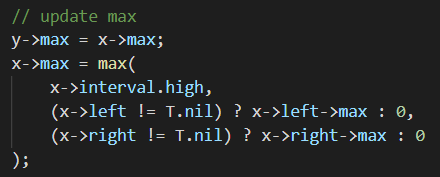 // update max
y->max = x->max;
x->max = max(
    x->interval.high,
    (x->left != T.nil) ? x->left->max : 0,
    (x->right != T.nil) ? x->right->max : 0
);